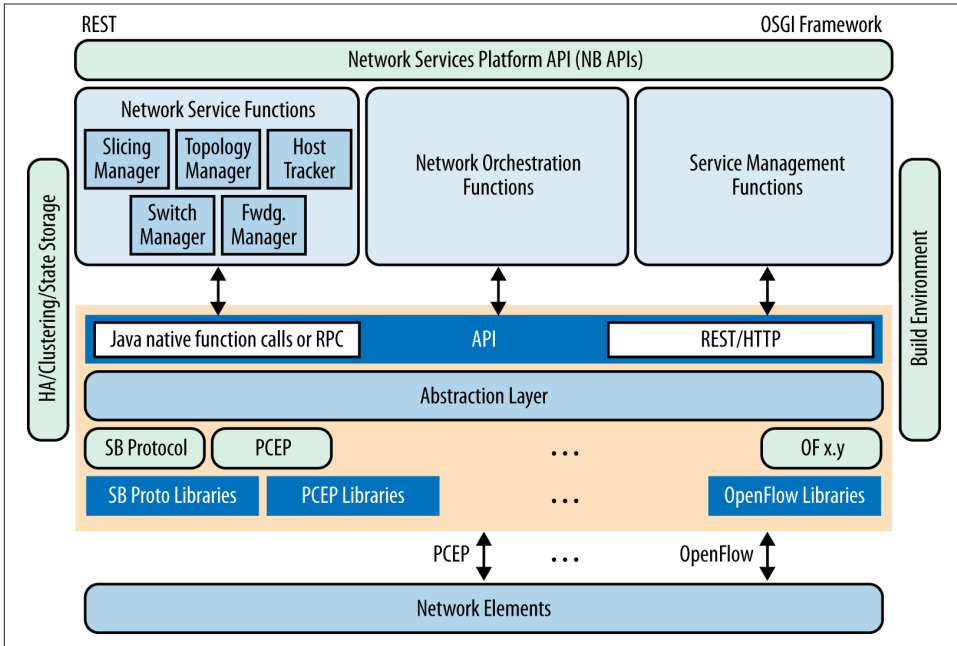 REST
OSGI Framework
Network Services Platform API (NB APIs)
Network Service Functions
Slicing
Manager
Topology
Manager
Host
Tracker
Switch
Manager
Fwdg.
Manager
Network Orchestration
Functions
Service Management
Functions
HA/Clustering/State Storage
Build Environment
Java native function calls or RPC
API
REST/HTTP
Abstraction Layer
SB Protocol
PCEP
...
OF x.y
SB Proto Libraries
PCEP Libraries
...
OpenFlow Libraries
PCEP
...
OpenFlow
Network Elements